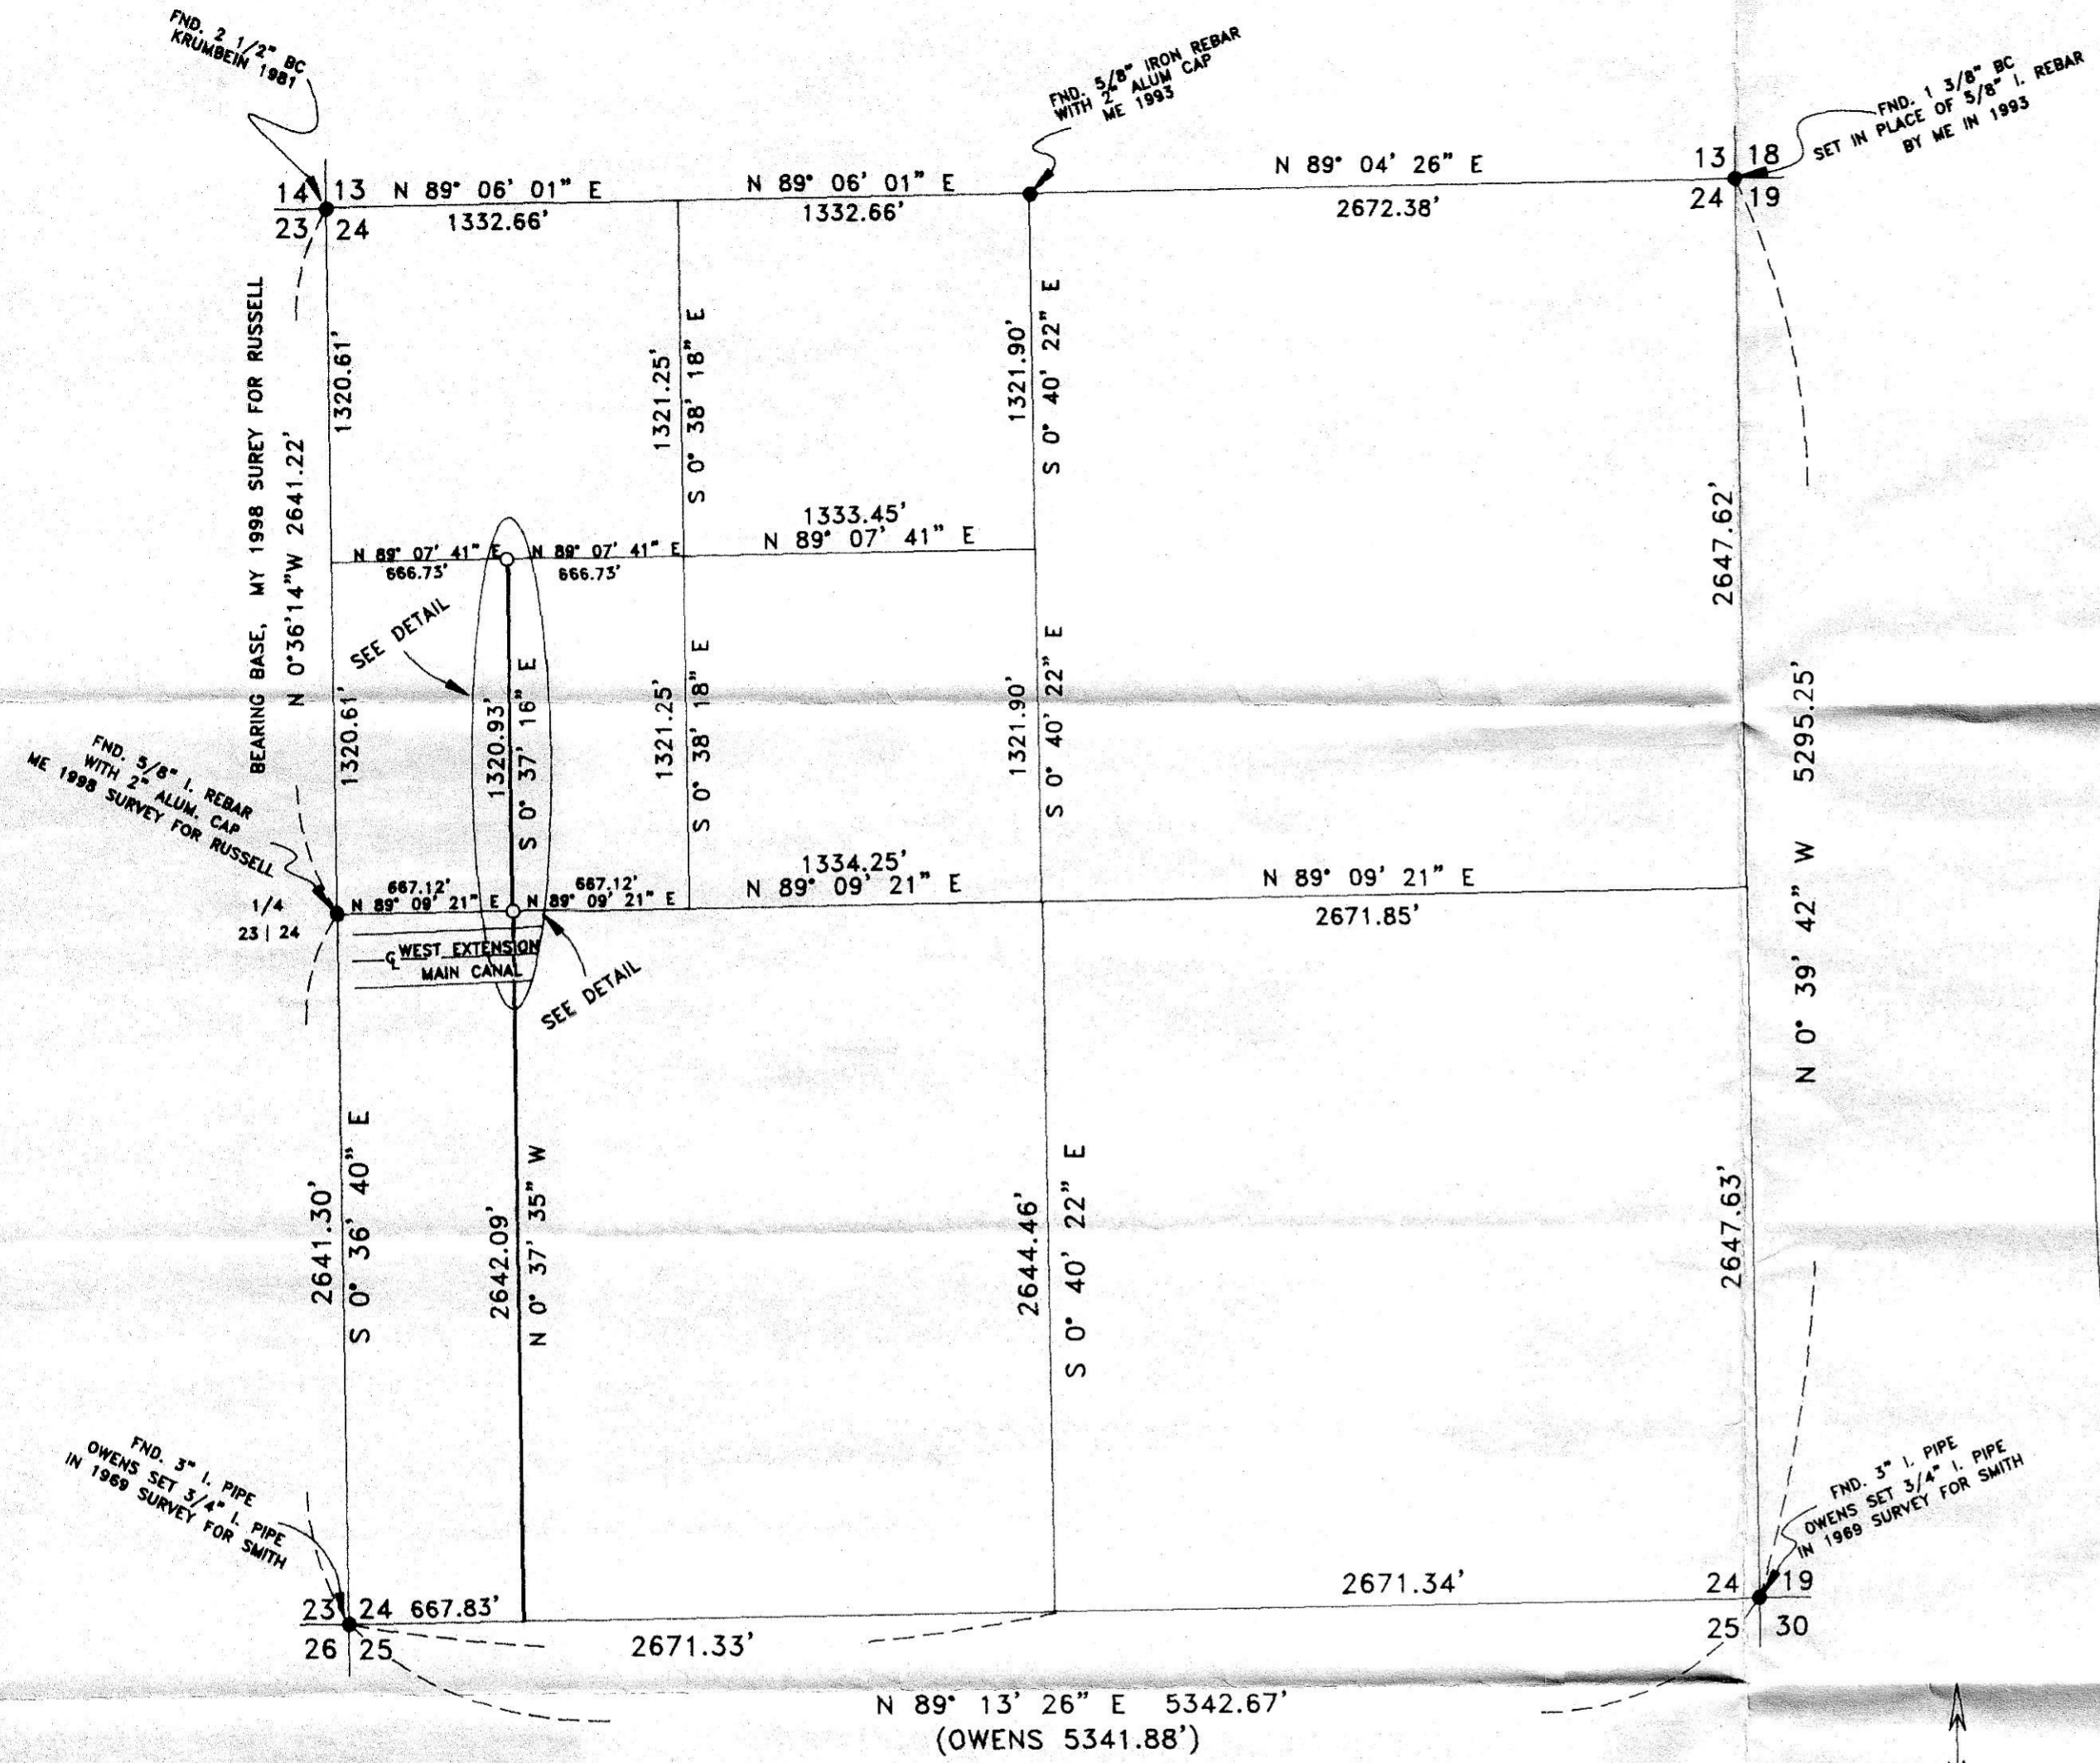 FND. 2 1/2" BC
KRUMBEIN 1981
FND. 5/8" IRON REBAR
WITH 2" ALUM CAP
ME 1993
FND. 1 3/8" BC
SET IN PLACE OF 5/8" I. REBAR
BY ME IN 1993
14 13
23 24
N 89° 06' 01" E
1332.66'
N 89° 06' 01" E
1332.66'
N 89° 04' 26" E
2672.38'
13 18
24 19
BEARING BASE, MY 1998 SUREY FOR RUSSELL
N 0°36'14"W 2641.22'
1320.61'
1321.25'
S 0° 38' 18" E
1321.90'
S 0° 40' 22" E
2647.62'
N 89° 07' 41" E
666.73'
N 89° 07' 41" E
666.73'
1333.45'
N 89° 07' 41" E
SEE DETAIL
1320.61'
1320.93'
S 0° 37' 16" E
1321.25'
S 0° 38' 18" E
1321.90'
S 0° 40' 22" E
5295.25'
N 0° 39' 42" W
FND. 5/8" I. REBAR
WITH 2" ALUM. CAP
ME 1998 SURVEY FOR RUSSELL
1/4
23 | 24
667.12'
N 89° 09' 21" E
667.12'
N 89° 09' 21" E
1334.25'
N 89° 09' 21" E
N 89° 09' 21" E
2671.85'
℄ WEST EXTENSION
MAIN CANAL
SEE DETAIL
2641.30'
S 0° 36' 40" E
2642.09'
N 0° 37' 35" W
2644.46'
S 0° 40' 22" E
2647.63'
FND. 3" I. PIPE
OWENS SET 3/4" I. PIPE
IN 1969 SURVEY FOR SMITH
FND. 3" I. PIPE
OWENS SET 3/4" I. PIPE
IN 1969 SURVEY FOR SMITH
23 24
26 25
667.83'
2671.33'
2671.34'
24 19
25 30
N 89° 13' 26" E 5342.67'
(OWENS 5341.88')